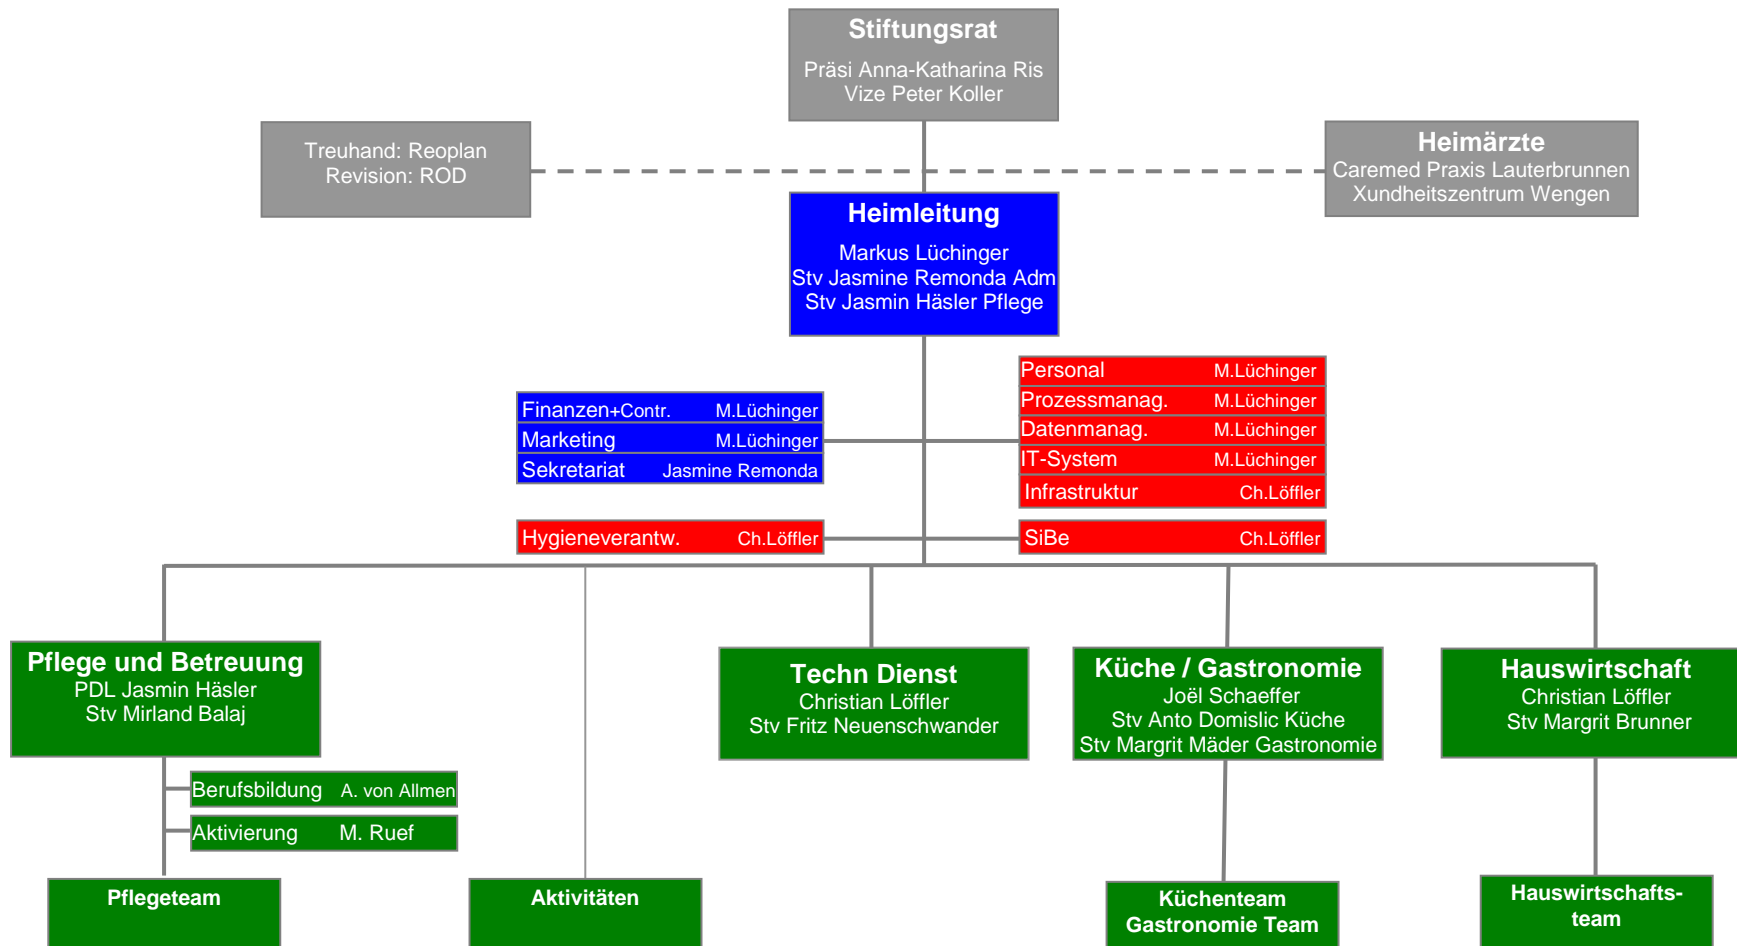 Stiftungsrat
Präsi Anna-Katharina Ris
Vize Peter Koller
Treuhand: Reoplan
Revision: ROD
Heimärzte
Caremed Praxis Lauterbrunnen
Xundheitszentrum Wengen
Heimleitung
Markus Lüchinger
Stv Jasmine Remonda Adm
Stv Jasmin Häsler Pflege
Finanzen+Contr. M.Lüchinger
Marketing M.Lüchinger
Sekretariat Jasmine Remonda
Personal M.Lüchinger
Prozessmanag. M.Lüchinger
Datenmanag. M.Lüchinger
IT-System M.Lüchinger
Infrastruktur Ch.Löffler
Hygieneverantw. Ch.Löffler
SiBe Ch.Löffler
Pflege und Betreuung
PDL Jasmin Häsler
Stv Mirland Balaj
Techn Dienst
Christian Löffler
Stv Fritz Neuenschwander
Küche / Gastronomie
Joël Schaeffer
Stv Anto Domislic Küche
Stv Margrit Mäder Gastronomie
Hauswirtschaft
Christian Löffler
Stv Margrit Brunner
Berufsbildung A. von Allmen
Aktivierung M. Ruef
Pflegeteam
Aktivitäten
Küchenteam
Gastronomie Team
Hauswirtschafts-
team